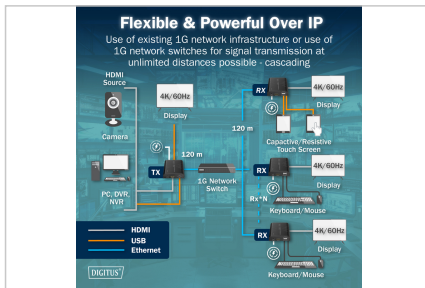 Flexible & Powerful Over IP
Use of existing 1G network infrastructure or use of
1G network switches for signal transmission at
unlimited distances possible - cascading
HDMI
Source
Camera
PC, DVR,
NVR
4K/60Hz
Display
TX
120 m
1G Network
Switch
120 m
RX
4K/60Hz
Display
Capactive/Resistive
Touch Screen
RX
4K/60Hz
Display
Keyboard/Mouse
Rx*N
RX
4K/60Hz
Display
Keyboard/Mouse
HDMI
USB
Ethernet
DIGITUS®